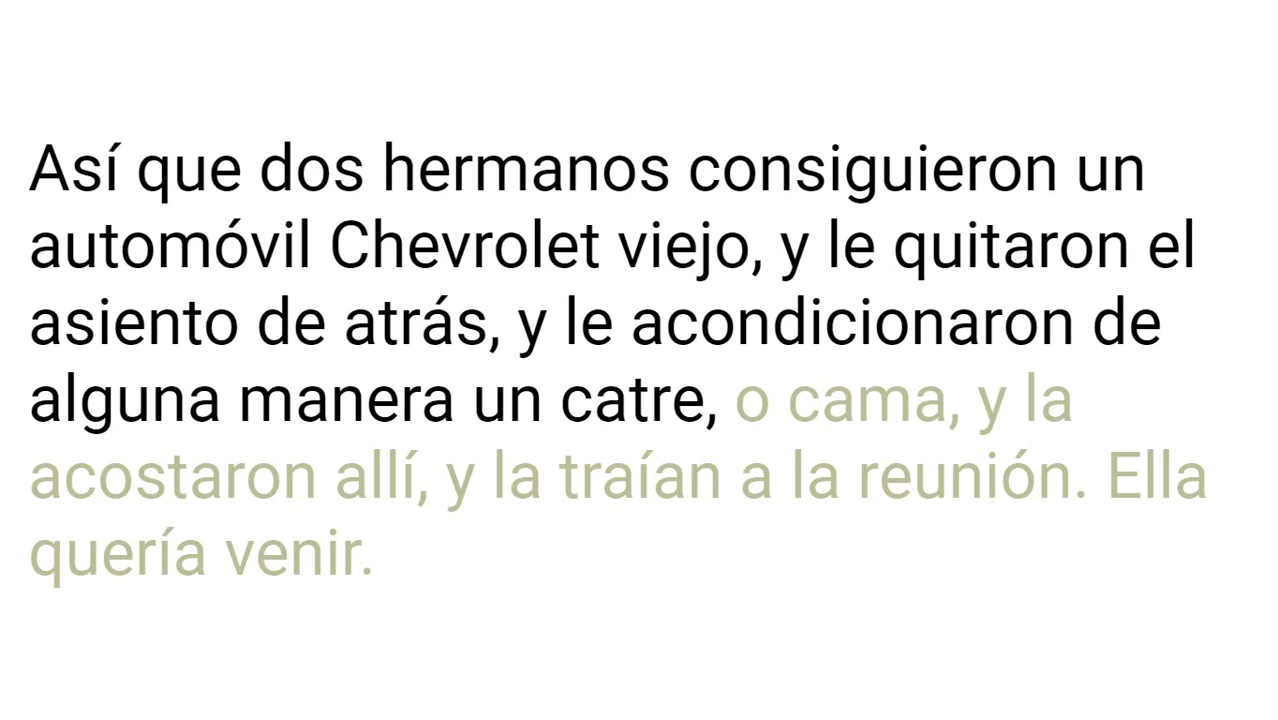 Así que dos hermanos consiguieron un
automóvil Chevrolet viejo, y le quitaron el
asiento de atrás, y le acondicionaron de
alguna manera un catre, o cama, y la
acostaron allí, y la traían a la reunión. Ella
quería venir.